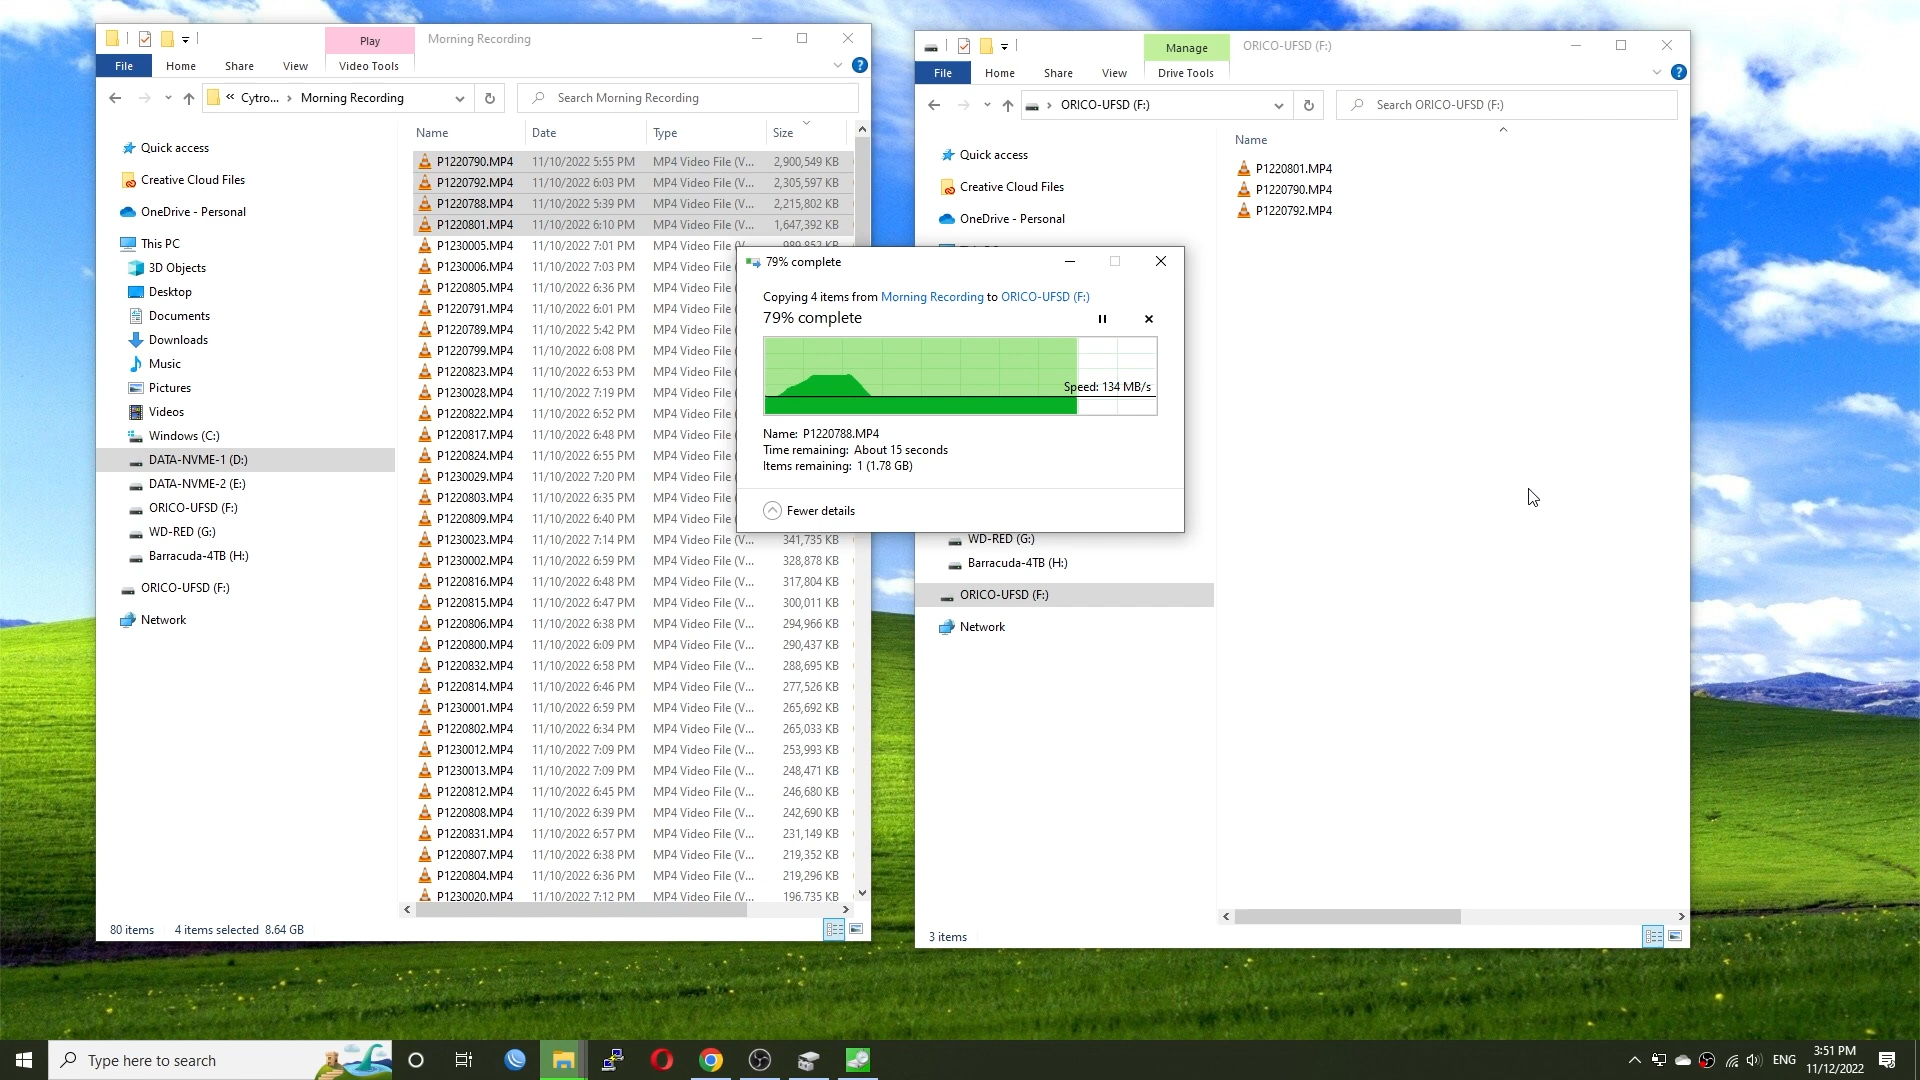 Play
Morning Recording
File
Home
Share
View
Video Tools
« Cytro... › Morning Recording
Search Morning Recording
Quick access
Creative Cloud Files
OneDrive - Personal
This PC
3D Objects
Desktop
Documents
Downloads
Music
Pictures
Videos
Windows (C:)
DATA-NVME-1 (D:)
DATA-NVME-2 (E:)
ORICO-UFSD (F:)
WD-RED (G:)
Barracuda-4TB (H:)
ORICO-UFSD (F:)
Network
Name Date Type Size
P1220790.MP4 11/10/2022 5:55 PM MP4 Video File (V... 2,900,549 KB
P1220792.MP4 11/10/2022 6:03 PM MP4 Video File (V... 2,305,597 KB
P1220788.MP4 11/10/2022 5:39 PM MP4 Video File (V... 2,215,802 KB
P1220801.MP4 11/10/2022 6:10 PM MP4 Video File (V... 1,647,392 KB
P1230005.MP4 11/10/2022 7:01 PM MP4 Video File (V... 989,852 KB
P1230006.MP4 11/10/2022 7:03 PM MP4 Video File (V
P1220805.MP4 11/10/2022 6:36 PM MP4 Video File (V
P1220791.MP4 11/10/2022 6:01 PM MP4 Video File (V
P1220789.MP4 11/10/2022 5:42 PM MP4 Video File (V
P1220799.MP4 11/10/2022 6:08 PM MP4 Video File (V
P1220823.MP4 11/10/2022 6:53 PM MP4 Video File (V
P1230028.MP4 11/10/2022 7:19 PM MP4 Video File (V
P1220822.MP4 11/10/2022 6:52 PM MP4 Video File (V
P1220817.MP4 11/10/2022 6:48 PM MP4 Video File (V
P1220824.MP4 11/10/2022 6:55 PM MP4 Video File (V
P1230029.MP4 11/10/2022 7:20 PM MP4 Video File (V
P1220803.MP4 11/10/2022 6:35 PM MP4 Video File (V
P1220809.MP4 11/10/2022 6:40 PM MP4 Video File (V
P1230023.MP4 11/10/2022 7:14 PM MP4 Video File (V... 341,735 KB
P1230002.MP4 11/10/2022 6:59 PM MP4 Video File (V... 328,878 KB
P1220816.MP4 11/10/2022 6:48 PM MP4 Video File (V... 317,804 KB
P1220815.MP4 11/10/2022 6:47 PM MP4 Video File (V... 300,011 KB
P1220806.MP4 11/10/2022 6:38 PM MP4 Video File (V... 294,966 KB
P1220800.MP4 11/10/2022 6:09 PM MP4 Video File (V... 290,437 KB
P1220832.MP4 11/10/2022 6:58 PM MP4 Video File (V... 288,695 KB
P1220814.MP4 11/10/2022 6:46 PM MP4 Video File (V... 277,526 KB
P1230001.MP4 11/10/2022 6:59 PM MP4 Video File (V... 265,692 KB
P1220802.MP4 11/10/2022 6:34 PM MP4 Video File (V... 265,033 KB
P1230012.MP4 11/10/2022 7:09 PM MP4 Video File (V... 253,993 KB
P1230013.MP4 11/10/2022 7:09 PM MP4 Video File (V... 248,471 KB
P1220812.MP4 11/10/2022 6:45 PM MP4 Video File (V... 246,680 KB
P1220808.MP4 11/10/2022 6:39 PM MP4 Video File (V... 242,690 KB
P1220831.MP4 11/10/2022 6:57 PM MP4 Video File (V... 231,149 KB
P1220807.MP4 11/10/2022 6:38 PM MP4 Video File (V... 219,352 KB
P1220804.MP4 11/10/2022 6:36 PM MP4 Video File (V... 219,296 KB
P1230020.MP4 11/10/2022 7:12 PM MP4 Video File (V... 196,735 KB
80 items 4 items selected 8.64 GB
79% complete
Copying 4 items from Morning Recording to ORICO-UFSD (F:)
79% complete
Speed: 134 MB/s
Name: P1220788.MP4
Time remaining: About 15 seconds
Items remaining: 1 (1.78 GB)
Fewer details
Manage
ORICO-UFSD (F:)
File
Home
Share
View
Drive Tools
› ORICO-UFSD (F:)
Search ORICO-UFSD (F:)
Quick access
Creative Cloud Files
OneDrive - Personal
WD-RED (G:)
Barracuda-4TB (H:)
ORICO-UFSD (F:)
Network
Name
P1220801.MP4
P1220790.MP4
P1220792.MP4
3 items
Type here to search
ENG
3:51 PM
11/12/2022